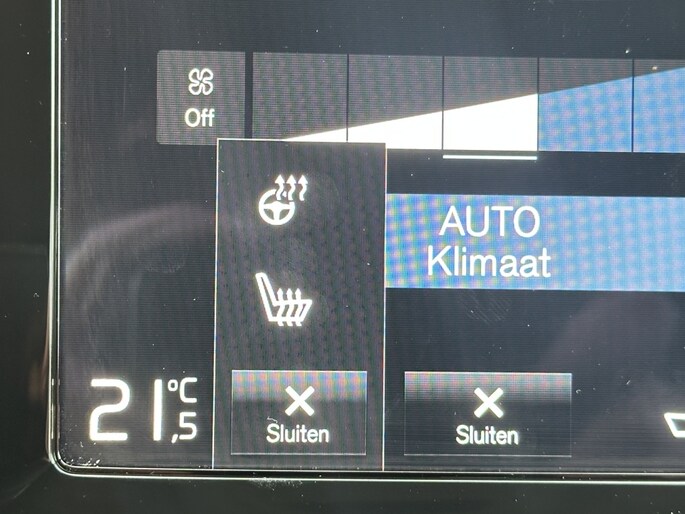 Off
AUTO
Klimaat
21,5 °C
Sluiten
Sluiten